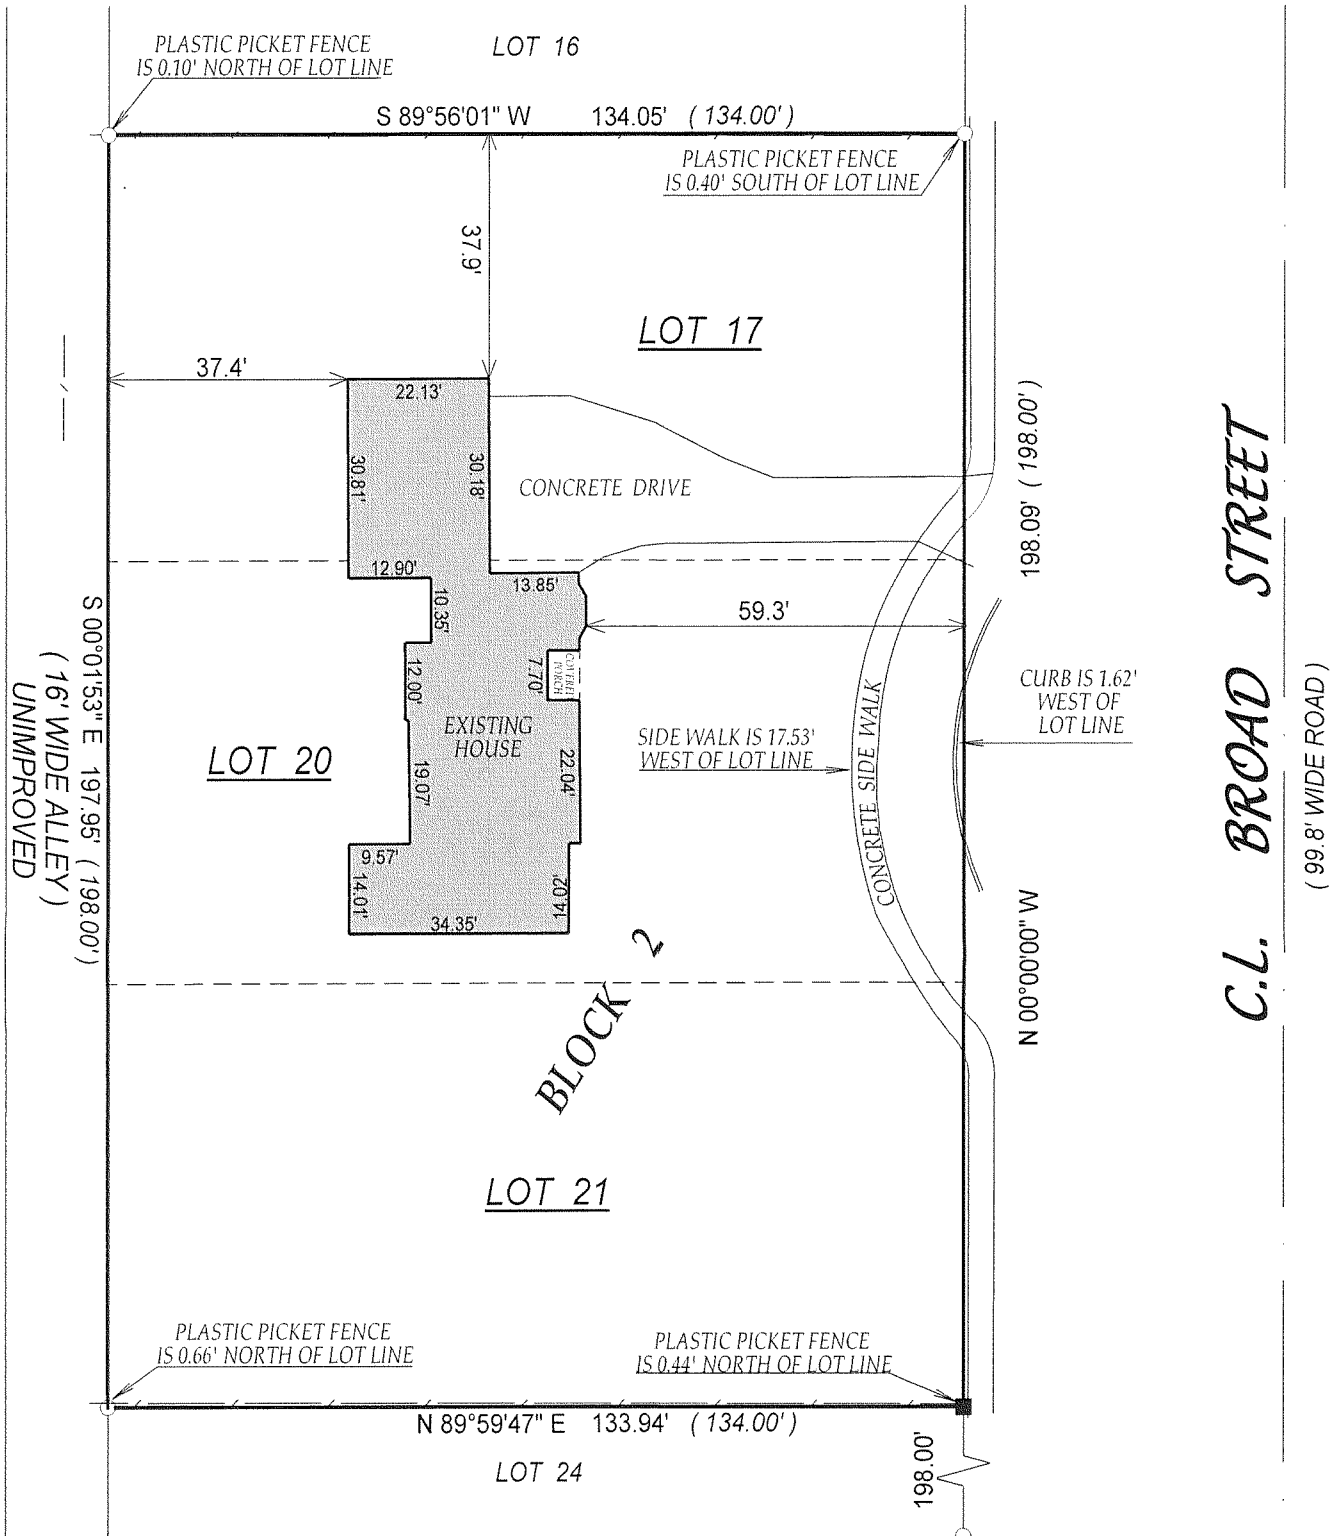 PLASTIC PICKET FENCE
IS 0.10' NORTH OF LOT LINE
LOT 16
S 89°56'01" W 134.05' ( 134.00' )
PLASTIC PICKET FENCE
IS 0.40' SOUTH OF LOT LINE
37.9'
LOT 17
37.4'
22.13'
30.81'
30.18'
CONCRETE DRIVE
198.09' ( 198.00' )
C.L. BROAD STREET
( 99.8' WIDE ROAD )
12.90'
13.85'
10.35'
59.3'
S 00°01'53" E 197.95' ( 198.00' )
( 16' WIDE ALLEY )
UNIMPROVED
12.00'
7.70'
COVERED
PORCH
CURB IS 1.62'
WEST OF
LOT LINE
EXISTING
HOUSE
SIDE WALK IS 17.53'
WEST OF LOT LINE
CONCRETE SIDE WALK
LOT 20
19.07'
22.04'
9.57'
14.01'
14.02'
34.35'
N 00°00'00" W
BLOCK 2
LOT 21
PLASTIC PICKET FENCE
IS 0.66' NORTH OF LOT LINE
PLASTIC PICKET FENCE
IS 0.44' NORTH OF LOT LINE
N 89°59'47" E 133.94' ( 134.00' )
LOT 24
198.00'